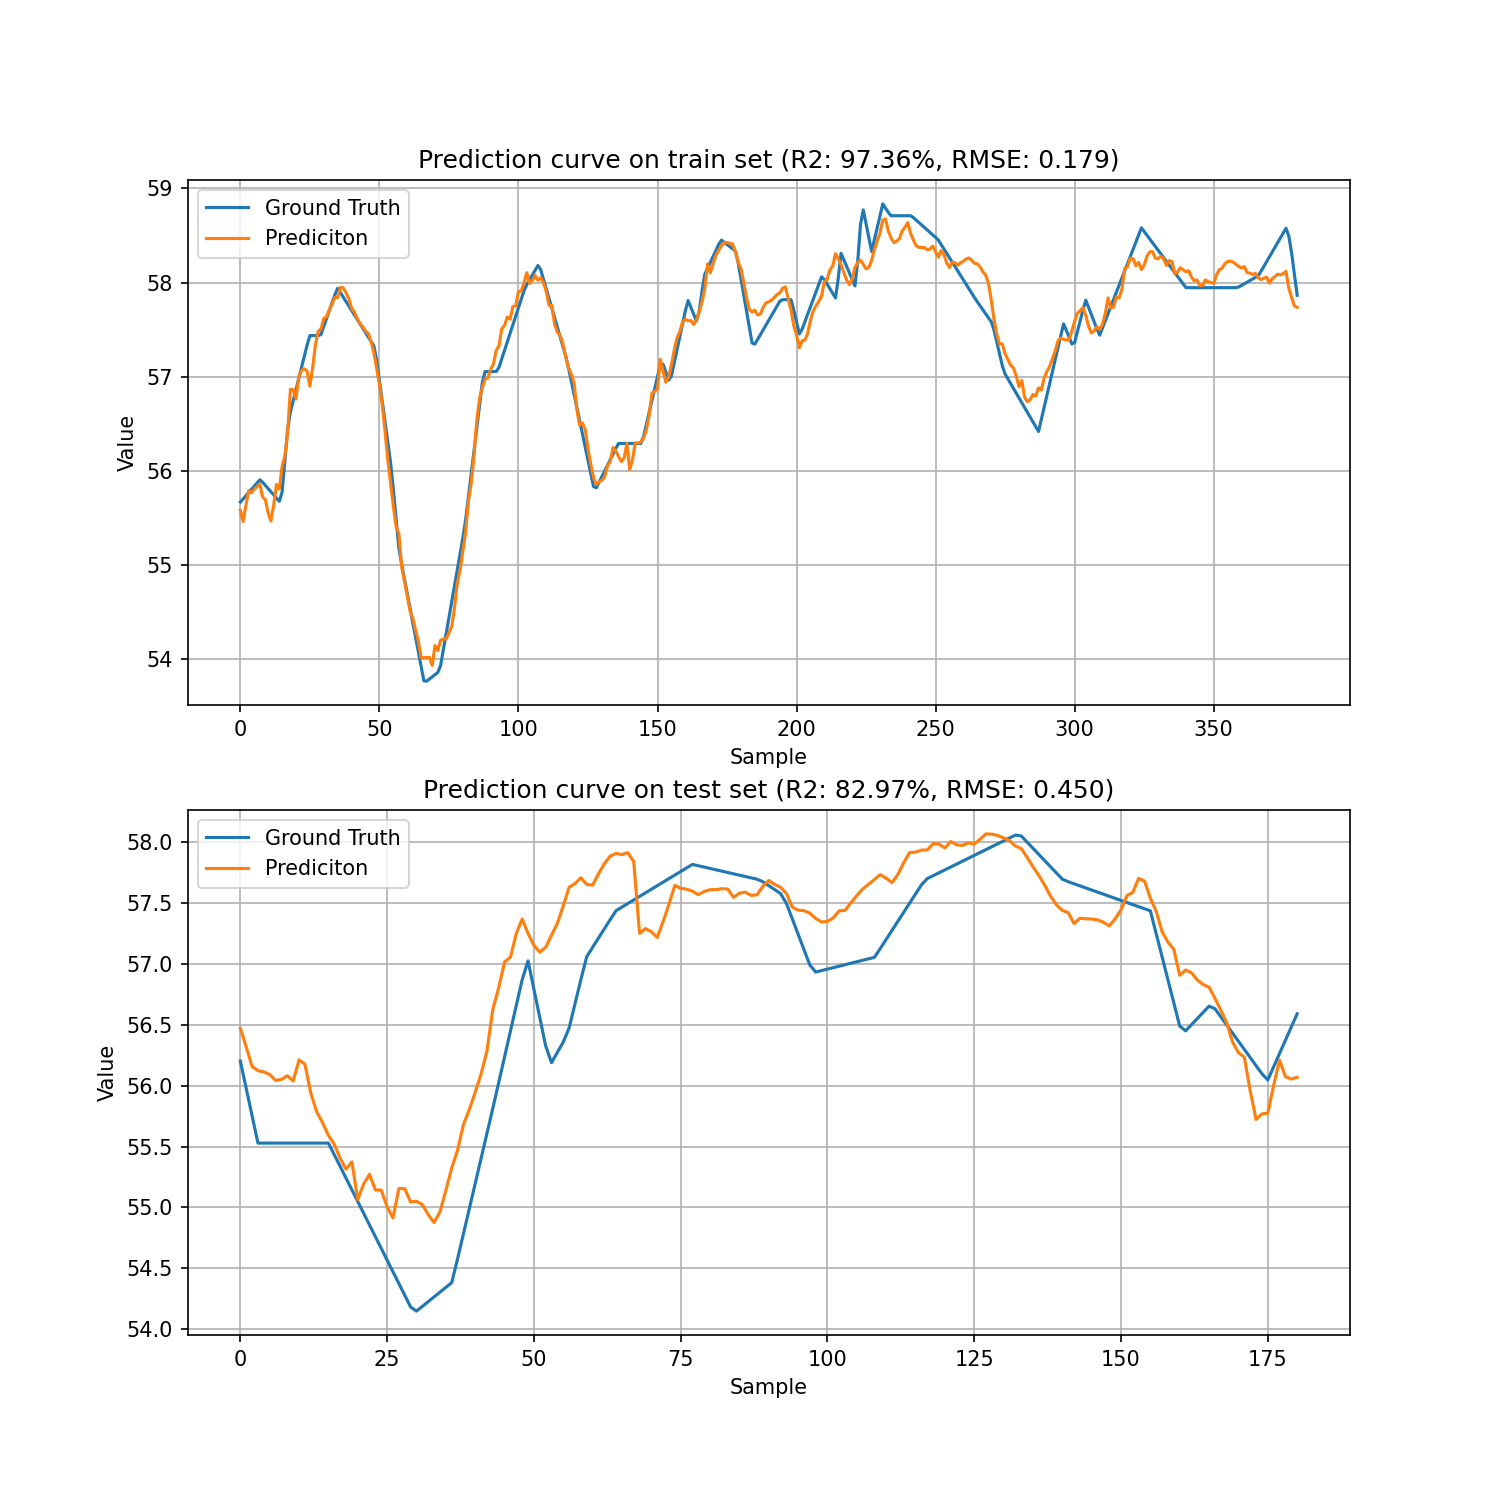 Prediction curve on train set (R2: 97.36%, RMSE: 0.179)
59
58
57
56
55
54
Value
Ground Truth
Prediciton
0 50 100 150 200 250 300 350
Sample
Prediction curve on test set (R2: 82.97%, RMSE: 0.450)
58.0
57.5
57.0
56.5
56.0
55.5
55.0
54.5
54.0
Value
Ground Truth
Prediciton
0 25 50 75 100 125 150 175
Sample